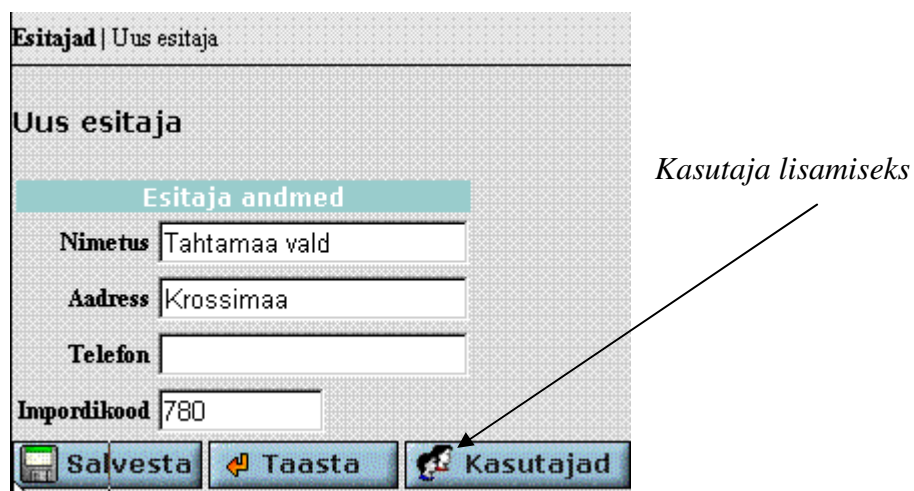 Esitajad | Uus esitaja
Uus esitaja
Kasutaja lisamiseks
Esitaja andmed
Nimetus Tahtamaa vald
Aadress Krossimaa
Telefon
Impordikood 780
Salvesta Taasta Kasutajad